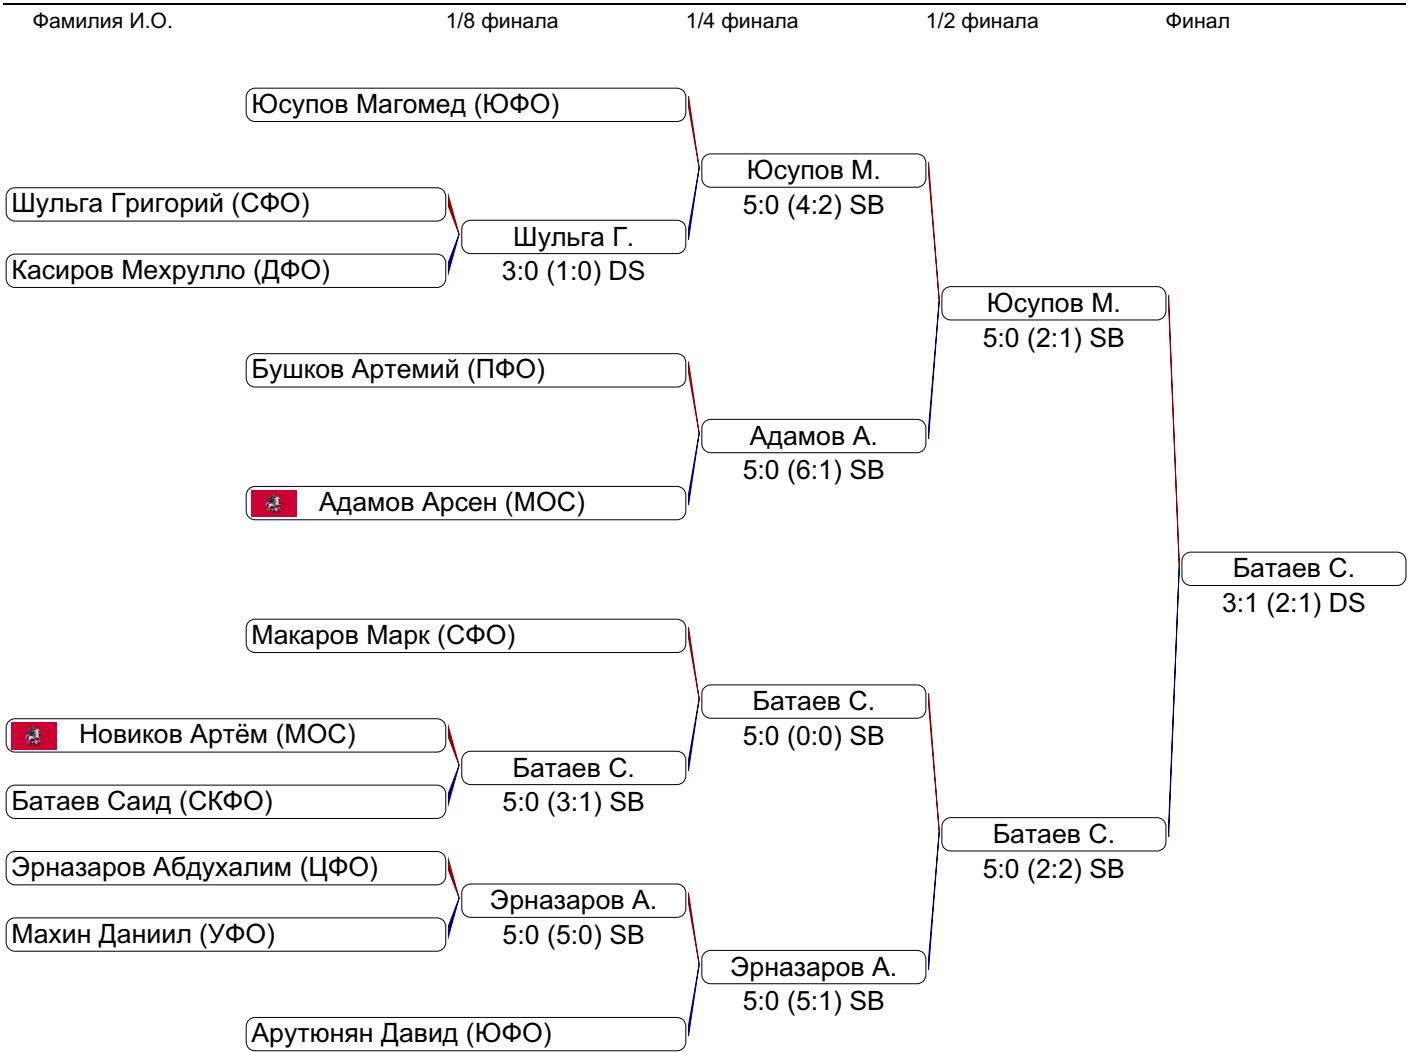 Фамилия И.О. 1/8 финала 1/4 финала 1/2 финала Финал
Юсупов Магомед (ЮФО)
Юсупов М.
5:0 (4:2) SB
Шульга Григорий (СФО)
Шульга Г.
3:0 (1:0) DS
Касиров Мехрулло (ДФО)
Юсупов М.
5:0 (2:1) SB
Бушков Артемий (ПФО)
Адамов А.
5:0 (6:1) SB
Адамов Арсен (МОС)
Батаев С.
3:1 (2:1) DS
Макаров Марк (СФО)
Батаев С.
5:0 (0:0) SB
Новиков Артём (МОС)
Батаев С.
5:0 (3:1) SB
Батаев Саид (СКФО)
Батаев С.
5:0 (2:2) SB
Эрназаров Абдухалим (ЦФО)
Эрназаров А.
5:0 (5:0) SB
Махин Даниил (УФО)
Эрназаров А.
5:0 (5:1) SB
Арутюнян Давид (ЮФО)